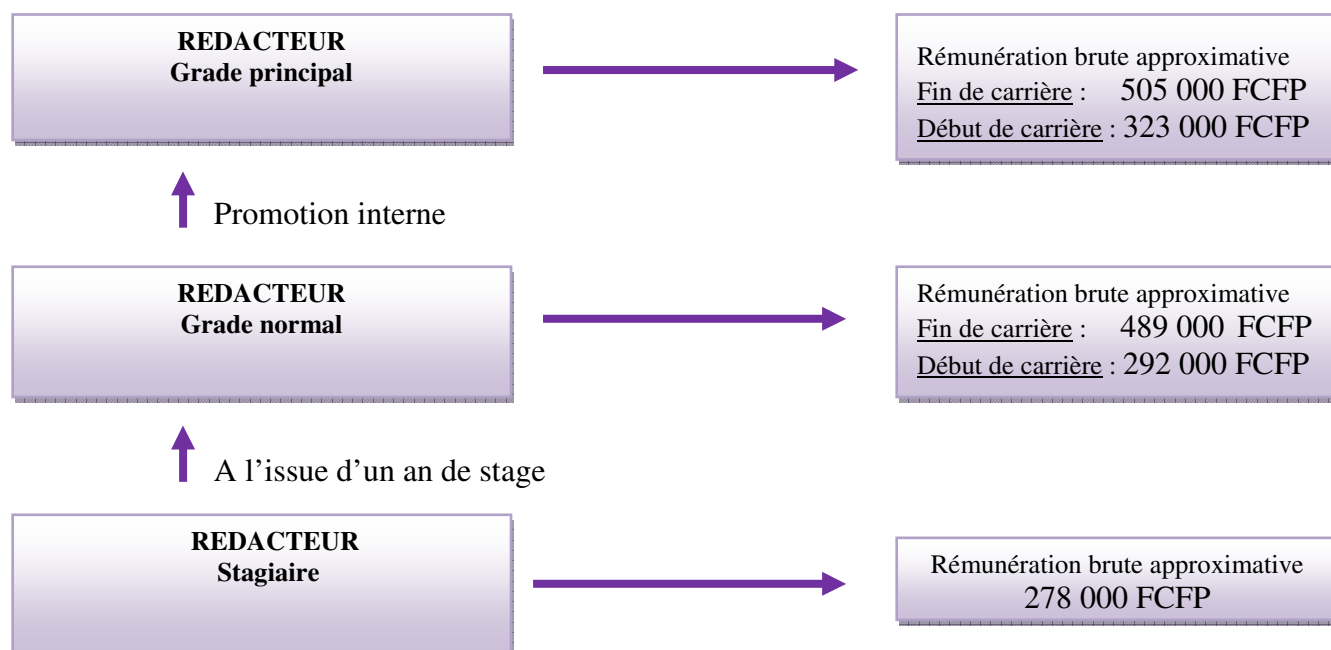 REDACTEUR
Grade principal
Rémunération brute approximative
Fin de carrière : 505 000 FCFP
Début de carrière : 323 000 FCFP
Promotion interne
REDACTEUR
Grade normal
Rémunération brute approximative
Fin de carrière : 489 000 FCFP
Début de carrière : 292 000 FCFP
A l’issue d’un an de stage
REDACTEUR
Stagiaire
Rémunération brute approximative
278 000 FCFP